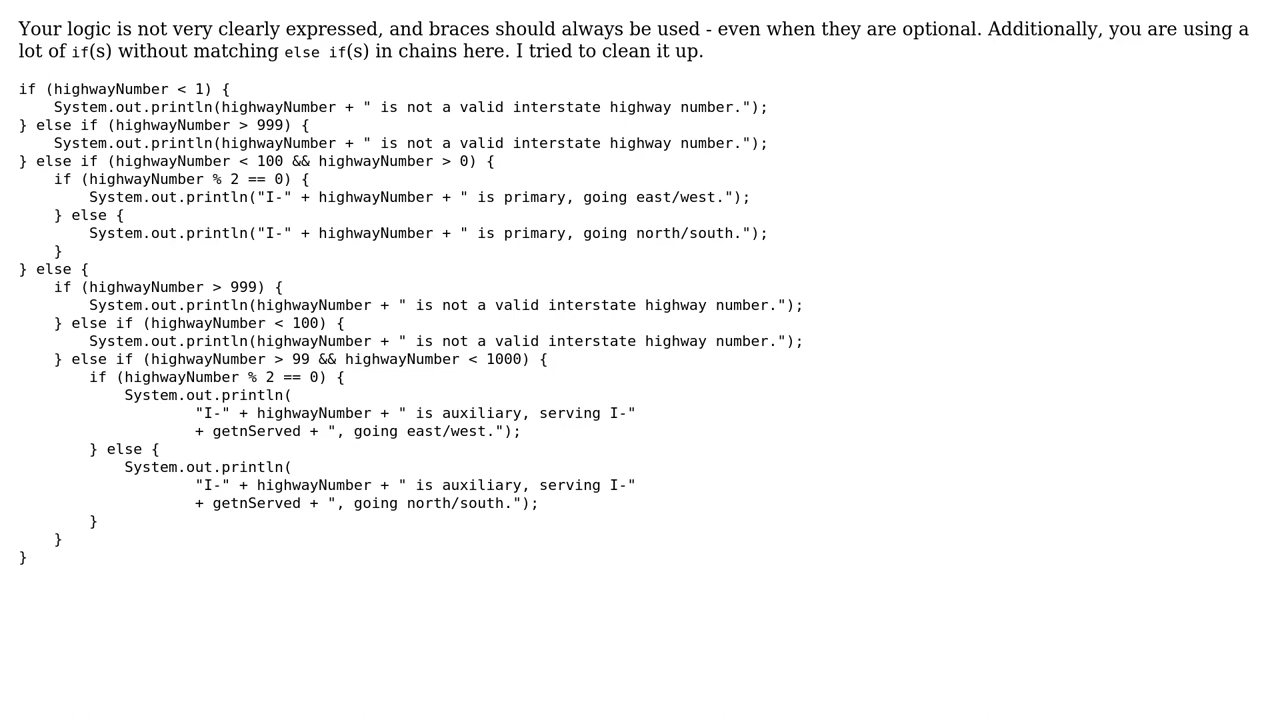 Your logic is not very clearly expressed, and braces should always be used - even when they are optional. Additionally, you are using a
lot of if(s) without matching else if(s) in chains here. I tried to clean it up.
if (highwayNumber < 1) {
    System.out.println(highwayNumber + " is not a valid interstate highway number.");
} else if (highwayNumber > 999) {
    System.out.println(highwayNumber + " is not a valid interstate highway number.");
} else if (highwayNumber < 100 && highwayNumber > 0) {
    if (highwayNumber % 2 == 0) {
        System.out.println("I-" + highwayNumber + " is primary, going east/west.");
    } else {
        System.out.println("I-" + highwayNumber + " is primary, going north/south.");
    }
} else {
    if (highwayNumber > 999) {
        System.out.println(highwayNumber + " is not a valid interstate highway number.");
    } else if (highwayNumber < 100) {
        System.out.println(highwayNumber + " is not a valid interstate highway number.");
    } else if (highwayNumber > 99 && highwayNumber < 1000) {
        if (highwayNumber % 2 == 0) {
            System.out.println(
                    "I-" + highwayNumber + " is auxiliary, serving I-"
                    + getnServed + ", going east/west.");
        } else {
            System.out.println(
                    "I-" + highwayNumber + " is auxiliary, serving I-"
                    + getnServed + ", going north/south.");
        }
    }
}